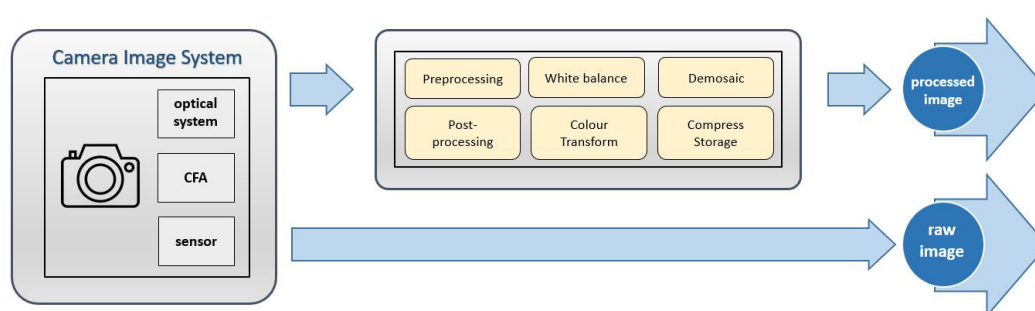 Camera Image System
optical
system
CFA
sensor
Preprocessing
White balance
Demosaic
Post-
processing
Colour
Transform
Compress
Storage
processed
image
raw
image